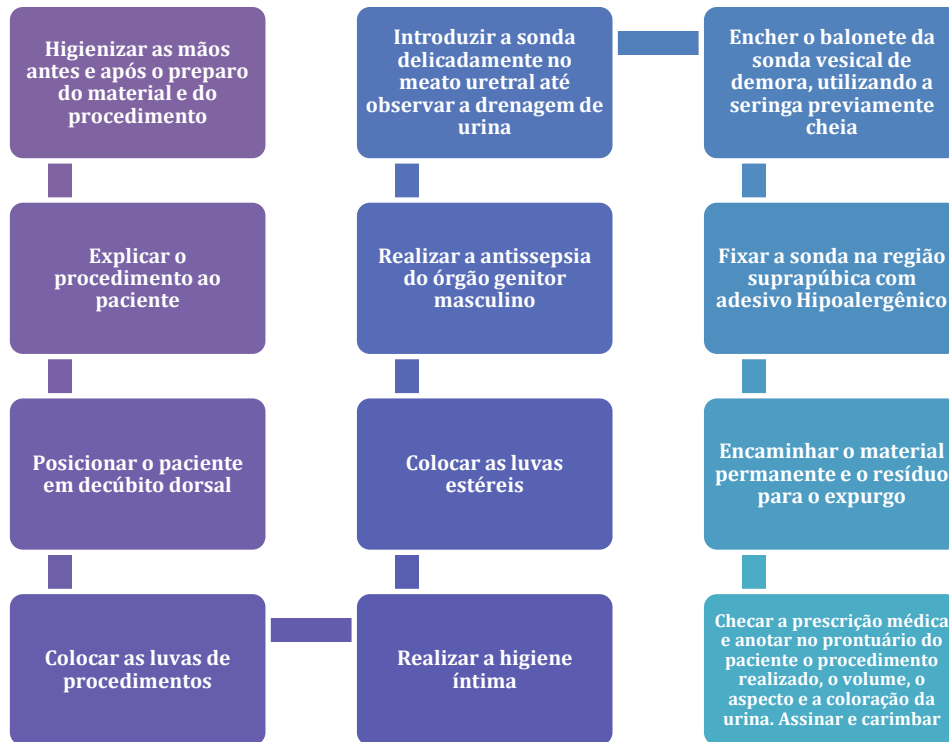 Higienizar as mãos
antes e após o preparo
do material e do
procedimento
Explicar o
procedimento ao
paciente
Posicionar o paciente
em decúbito dorsal
Colocar as luvas de
procedimentos
Realizar a higiene
íntima
Colocar as luvas
estéreis
Realizar a antissepsia
do órgão genitor
masculino
Introduzir a sonda
delicadamente no
meato uretral até
observar a drenagem de
urina
Encher o balonete da
sonda vesical de
demora, utilizando a
seringa previamente
cheia
Fixar a sonda na região
suprapúbica com
adesivo Hipoalergênico
Encaminhar o material
permanente e o resíduo
para o expurgo
Checar a prescrição médica
e anotar no prontuário do
paciente o procedimento
realizado, o volume, o
aspecto e a coloração da
urina. Assinar e carimbar